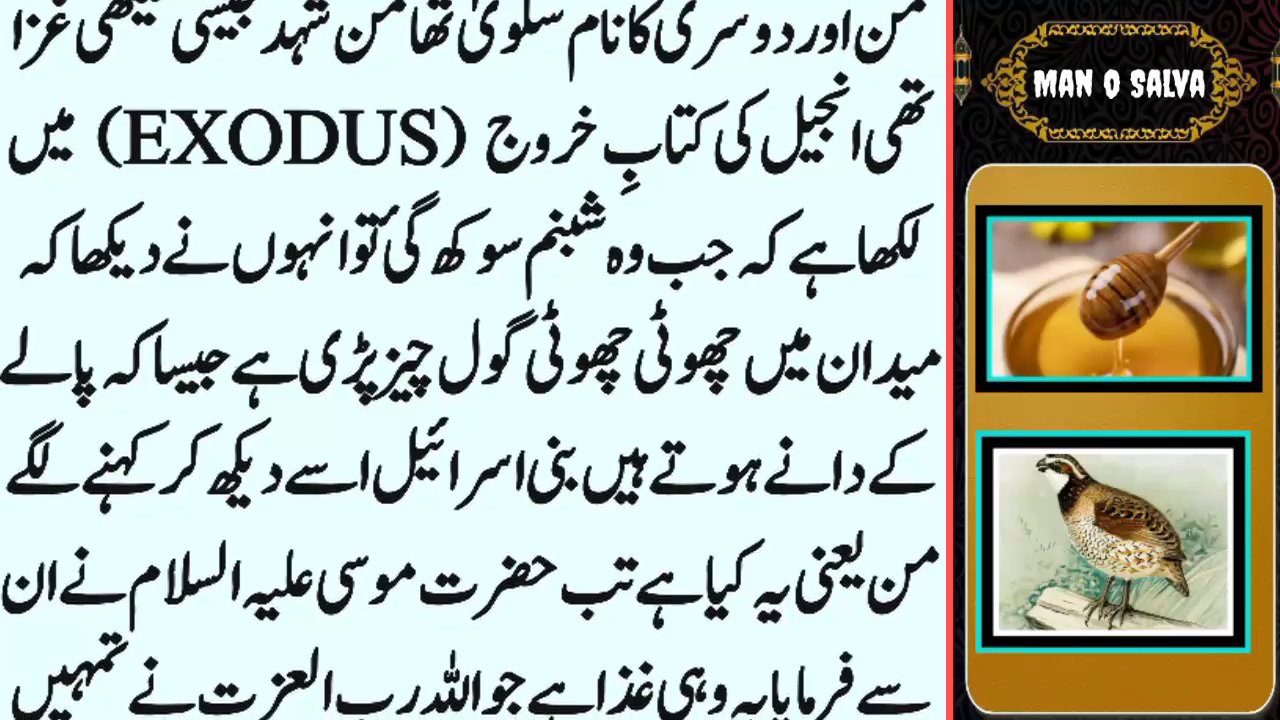 من اور دوسری کا نام سلویٰ تھا من شہد جیسی میٹھی غزا
تھی انجیل کی کتابِ خروج (EXODUS) میں
لکھا ہے کہ جب وہ شبنم سوکھ گئ تو انہوں نے دیکھا کہ
میدان میں چھوٹی چھوٹی گول چیز پڑی ہے جیسا کہ پالے
کے دانے ہوتے ہیں بنی اسرائیل اسے دیکھ کر کہنے لگے
من یعنی یہ کیا ہے تب حضرت موسی علیہ السلام نے ان
سے فرمایا یہ وہی غذا ہے جو اللہ رب العزت نے تمہیں
MAN O SALVA